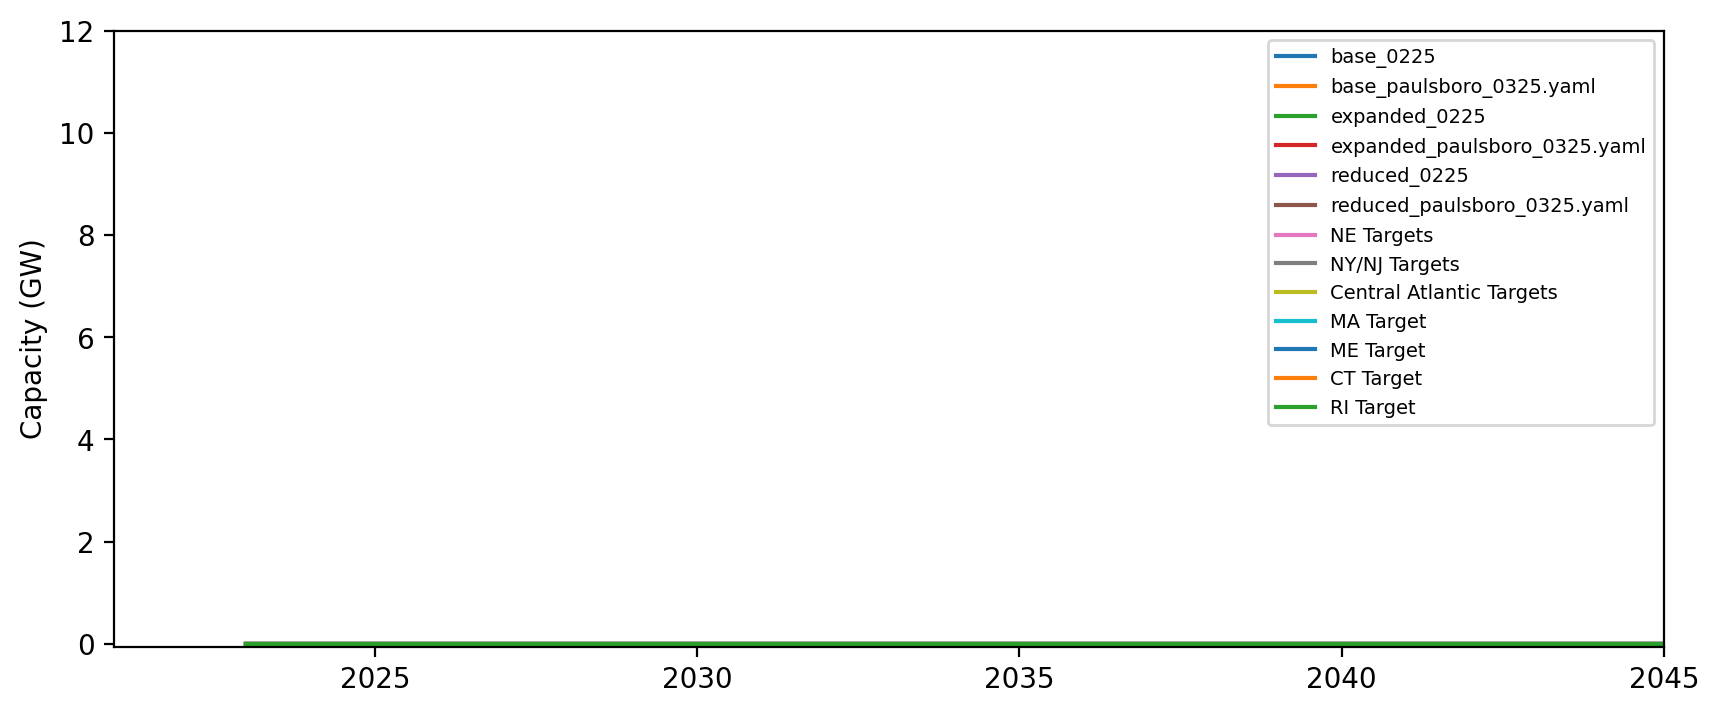 12
10
8
6
4
2
0
Capacity (GW)
2025
2030
2035
2040
2045
base_0225
base_paulsboro_0325.yaml
expanded_0225
expanded_paulsboro_0325.yaml
reduced_0225
reduced_paulsboro_0325.yaml
NE Targets
NY/NJ Targets
Central Atlantic Targets
MA Target
ME Target
CT Target
RI Target